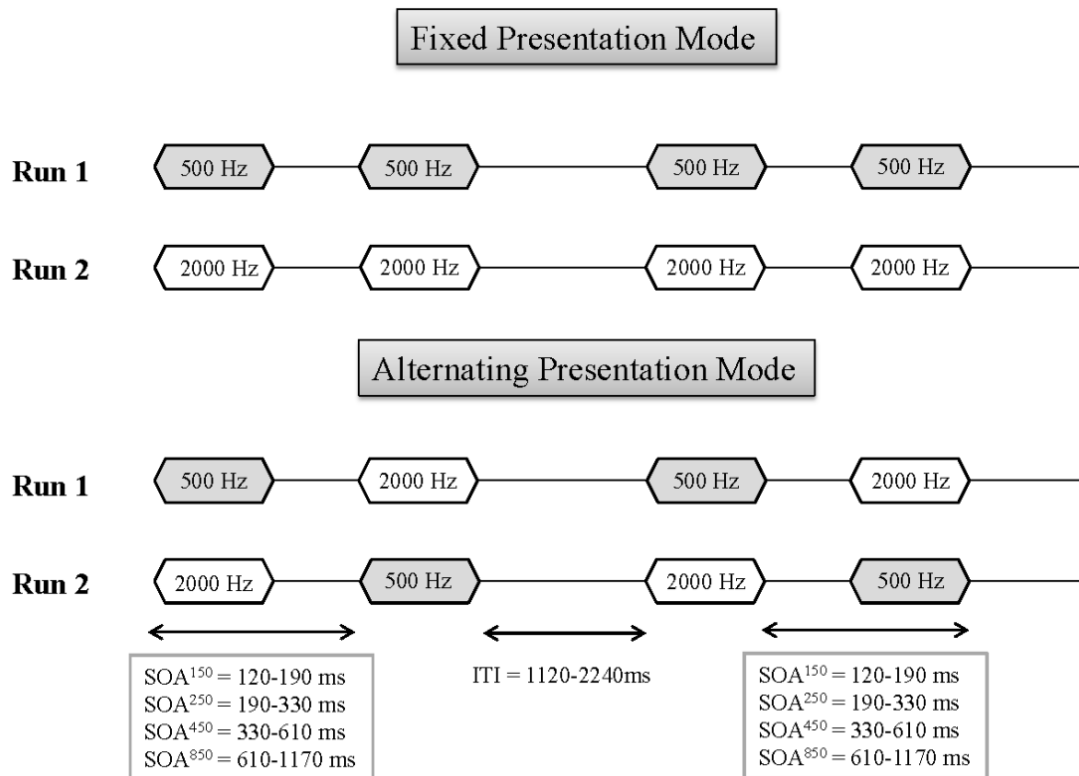 Fixed Presentation Mode
Run 1 500 Hz 500 Hz 500 Hz 500 Hz
Run 2 2000 Hz 2000 Hz 2000 Hz 2000 Hz
Alternating Presentation Mode
Run 1 500 Hz 2000 Hz 500 Hz 2000 Hz
Run 2 2000 Hz 500 Hz 2000 Hz 500 Hz
SOA¹⁵⁰ = 120-190 ms
SOA²⁵⁰ = 190-330 ms
SOA⁴⁵⁰ = 330-610 ms
SOA⁸⁵⁰ = 610-1170 ms
ITI = 1120-2240ms
SOA¹⁵⁰ = 120-190 ms
SOA²⁵⁰ = 190-330 ms
SOA⁴⁵⁰ = 330-610 ms
SOA⁸⁵⁰ = 610-1170 ms